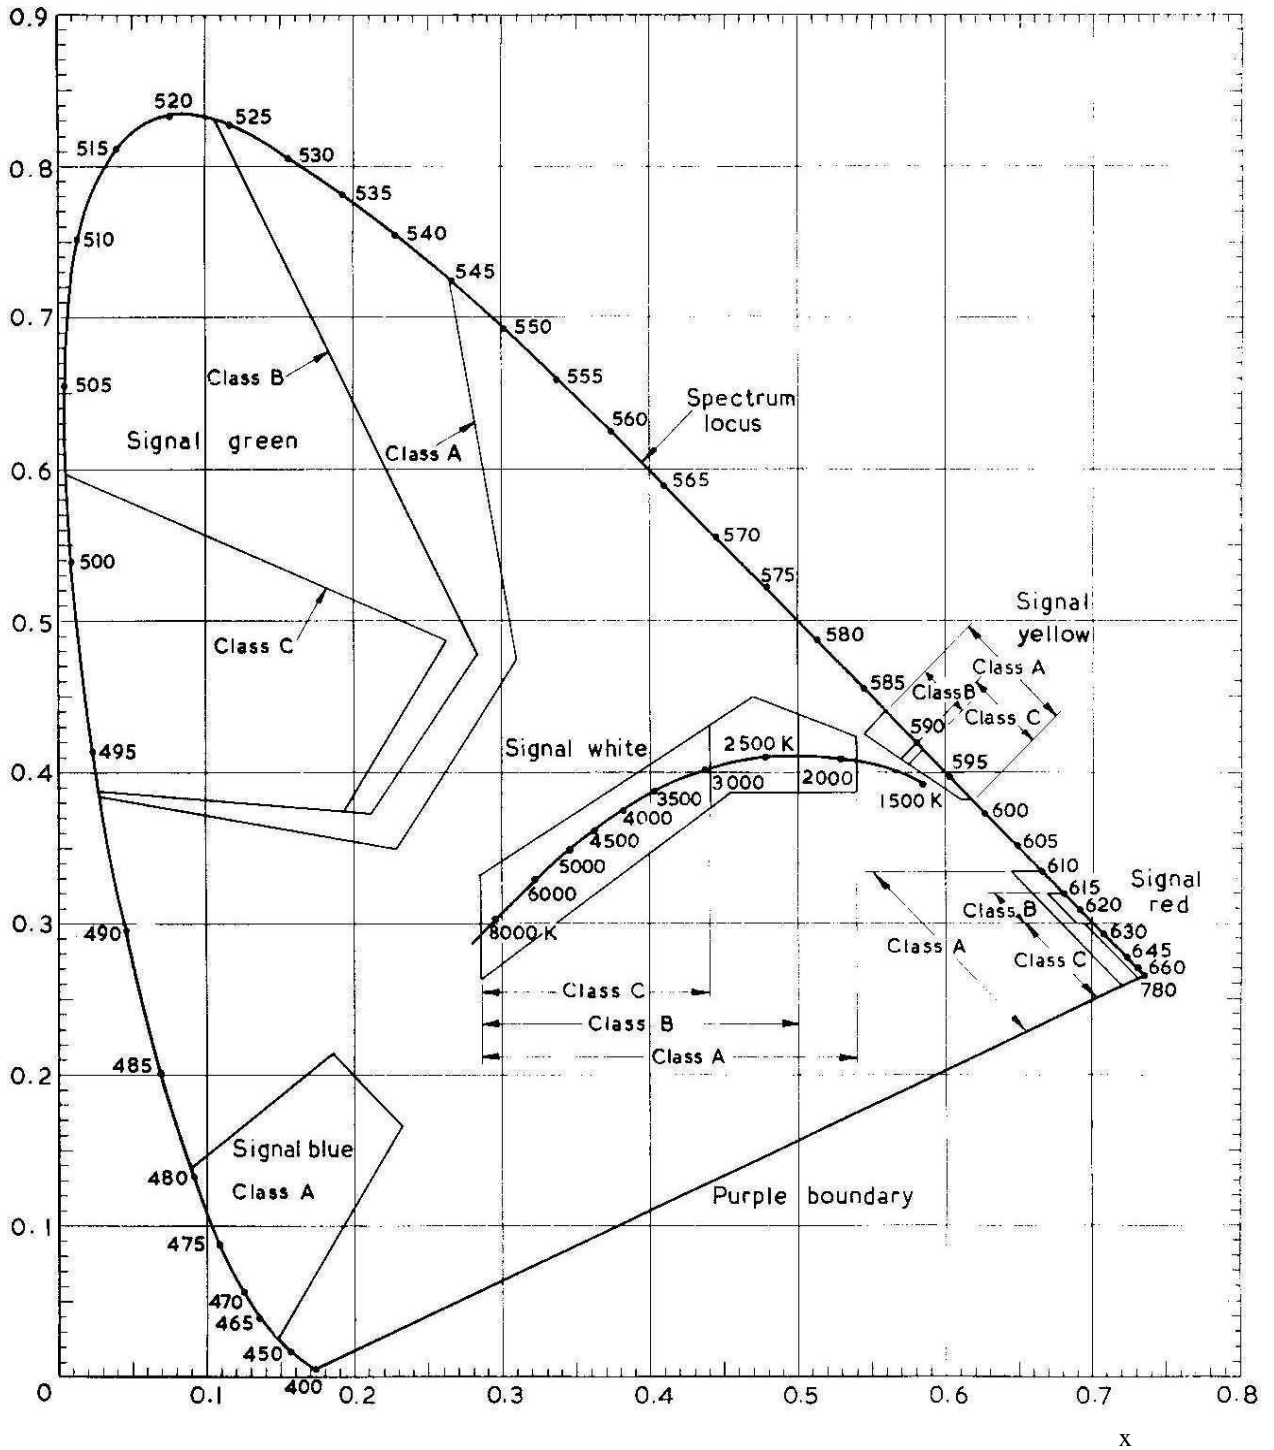 0.9
520
525
515
530
0.8
535
510
540
545
0.7
550
Class B
555
505
Spectrum
locus
560
Signal green
Class A
0.6
565
570
500
575
Signal
yellow
Class C
0.5
580
Class A
585
Class B
Class C
590
495
Signal white
2500 K
595
0.4
3000
2000
3500
1500 K
4000
600
4500
605
5000
610
Signal
red
6000
615
Class B
620
0.3
490
8000 K
630
Class A
645
Class C
660
780
Class C
Class B
Class A
485
0.2
Signal blue
480
Class A
Purple boundary
0.1
475
470
465
450
400
0
0.1
0.2
0.3
0.4
0.5
0.6
0.7
0.8
x